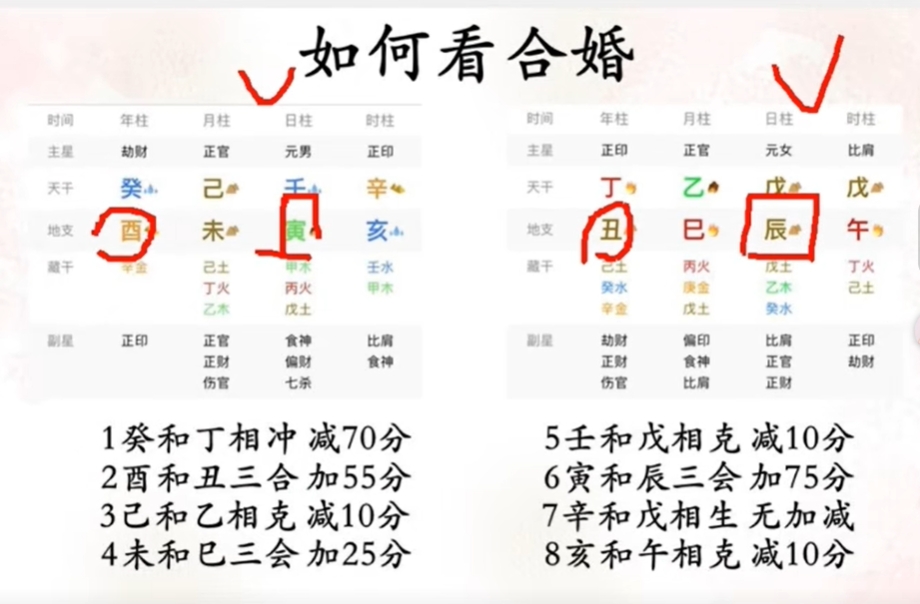 如何看合婚
时间 年柱 月柱 日柱 时柱
主星 劫财 正官 元男 正印
天干 癸 己 壬 辛
地支 酉 未 寅 亥
藏干 辛金 己土 甲木 壬水
丁火 丙火 甲木
乙木 戊土
副星 正印 正官 食神 比肩
正财 偏财 食神
伤官 七杀
时间 年柱 月柱 日柱 时柱
主星 正印 正官 元女 比肩
天干 丁 乙 戊 戊
地支 丑 巳 辰 午
藏干 己土 丙火 戊土 丁火
癸水 庚金 乙木 己土
辛金 戊土 癸水
副星 劫财 偏印 比肩 正印
正财 食神 正官 劫财
伤官 比肩 正财
1癸和丁相冲 减70分
2酉和丑三合 加55分
3己和乙相克 减10分
4未和巳三会 加25分
5壬和戊相克 减10分
6寅和辰三会 加75分
7辛和戊相生 无加减
8亥和午相克 减10分